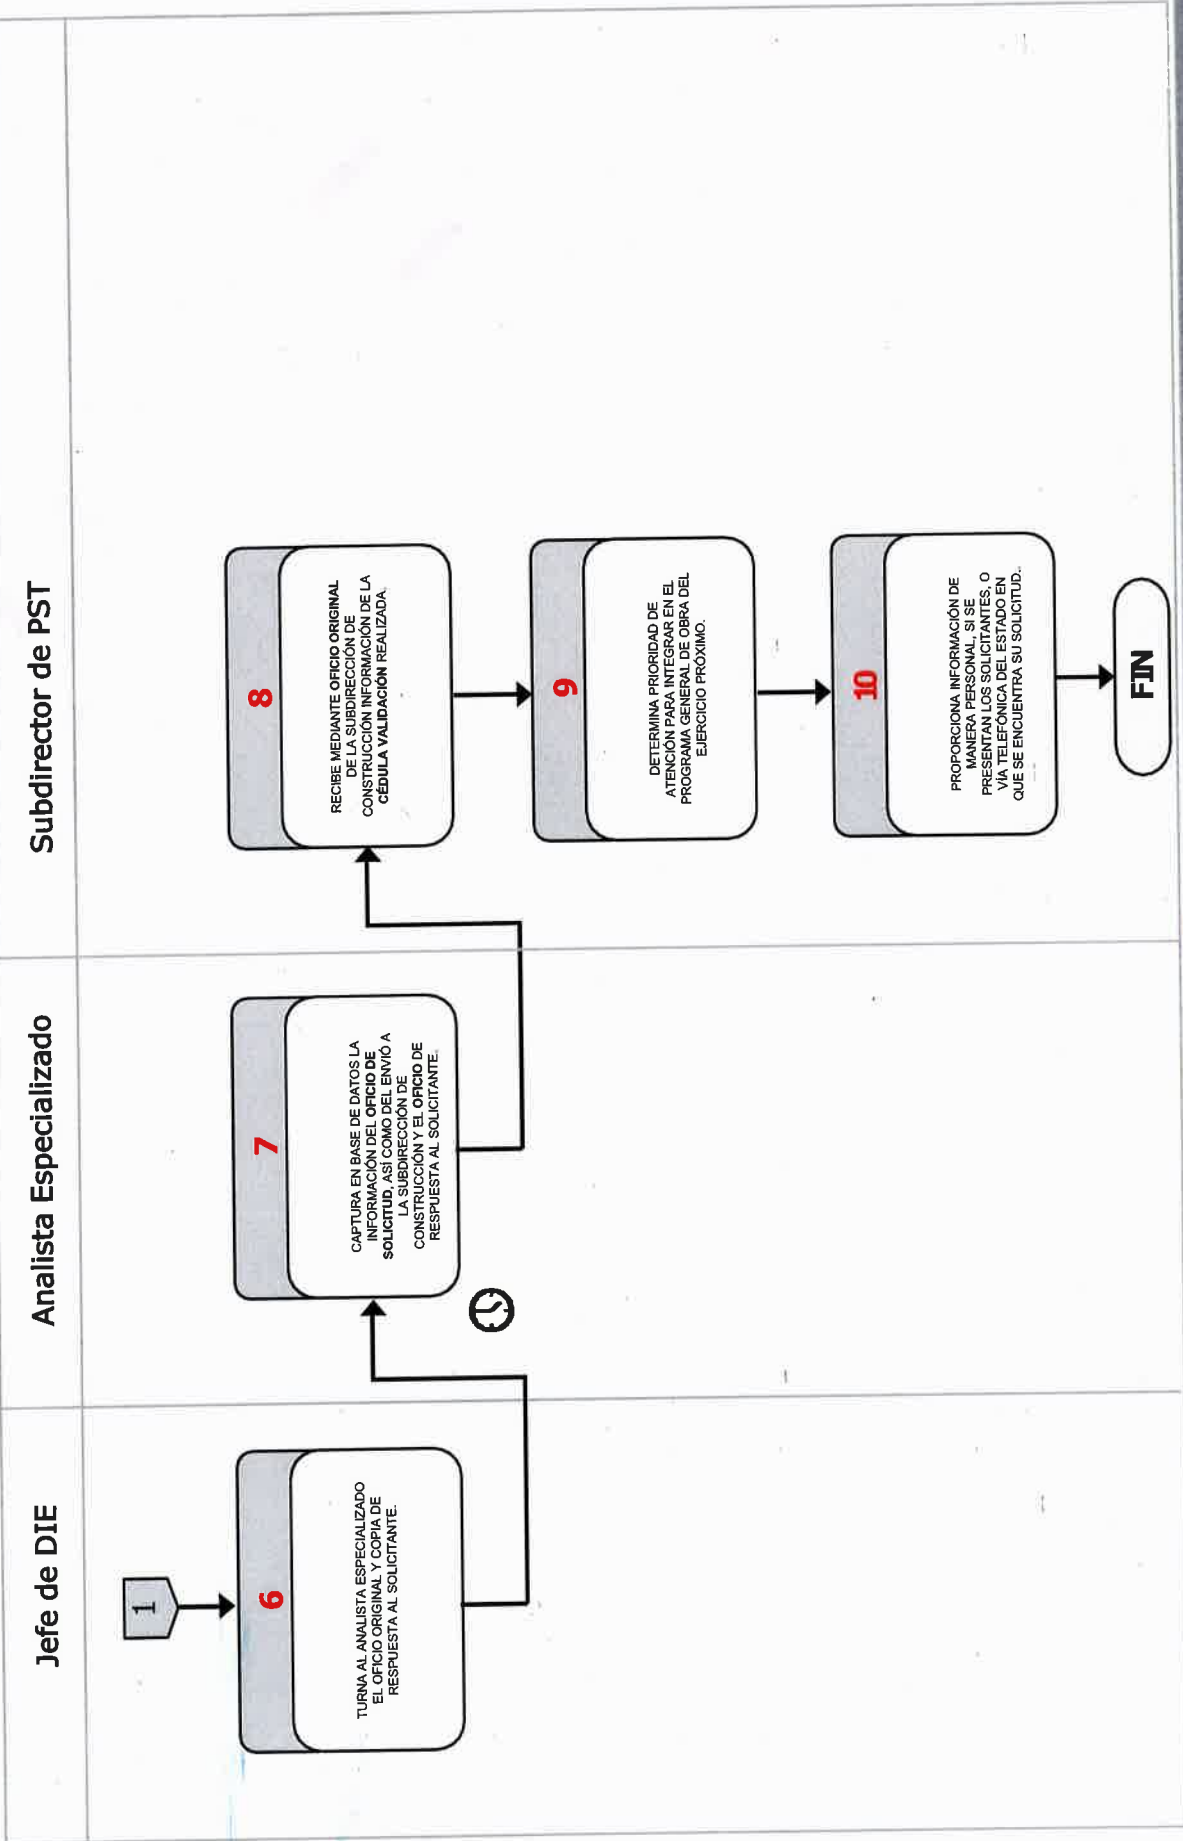 Jefe de DIE
Analista Especializado
Subdirector de PST
1
6
TURNA AL ANALISTA ESPECIALIZADO
EL OFICIO ORIGINAL Y COPIA DE
RESPUESTA AL SOLICITANTE.
7
CAPTURA EN BASE DE DATOS LA
INFORMACIÓN DEL OFICIO DE
SOLICITUD, ASÍ COMO DEL ENVIÓ A
LA SUBDIRECCIÓN DE
CONSTRUCCIÓN Y EL OFICIO DE
RESPUESTA AL SOLICITANTE.
8
RECIBE MEDIANTE OFICIO ORIGINAL
DE LA SUBDIRECCIÓN DE
CONSTRUCCIÓN INFORMACIÓN DE LA
CÉDULA VALIDACIÓN REALIZADA.
9
DETERMINA PRIORIDAD DE
ATENCIÓN PARA INTEGRAR EN EL
PROGRAMA GENERAL DE OBRA DEL
EJERCICIO PRÓXIMO.
10
PROPORCIONA INFORMACIÓN DE
MANERA PERSONAL, SI SE
PRESENTAN LOS SOLICITANTES, O
VÍA TELEFÓNICA DEL ESTADO EN
QUE SE ENCUENTRA SU SOLICITUD.
FIN